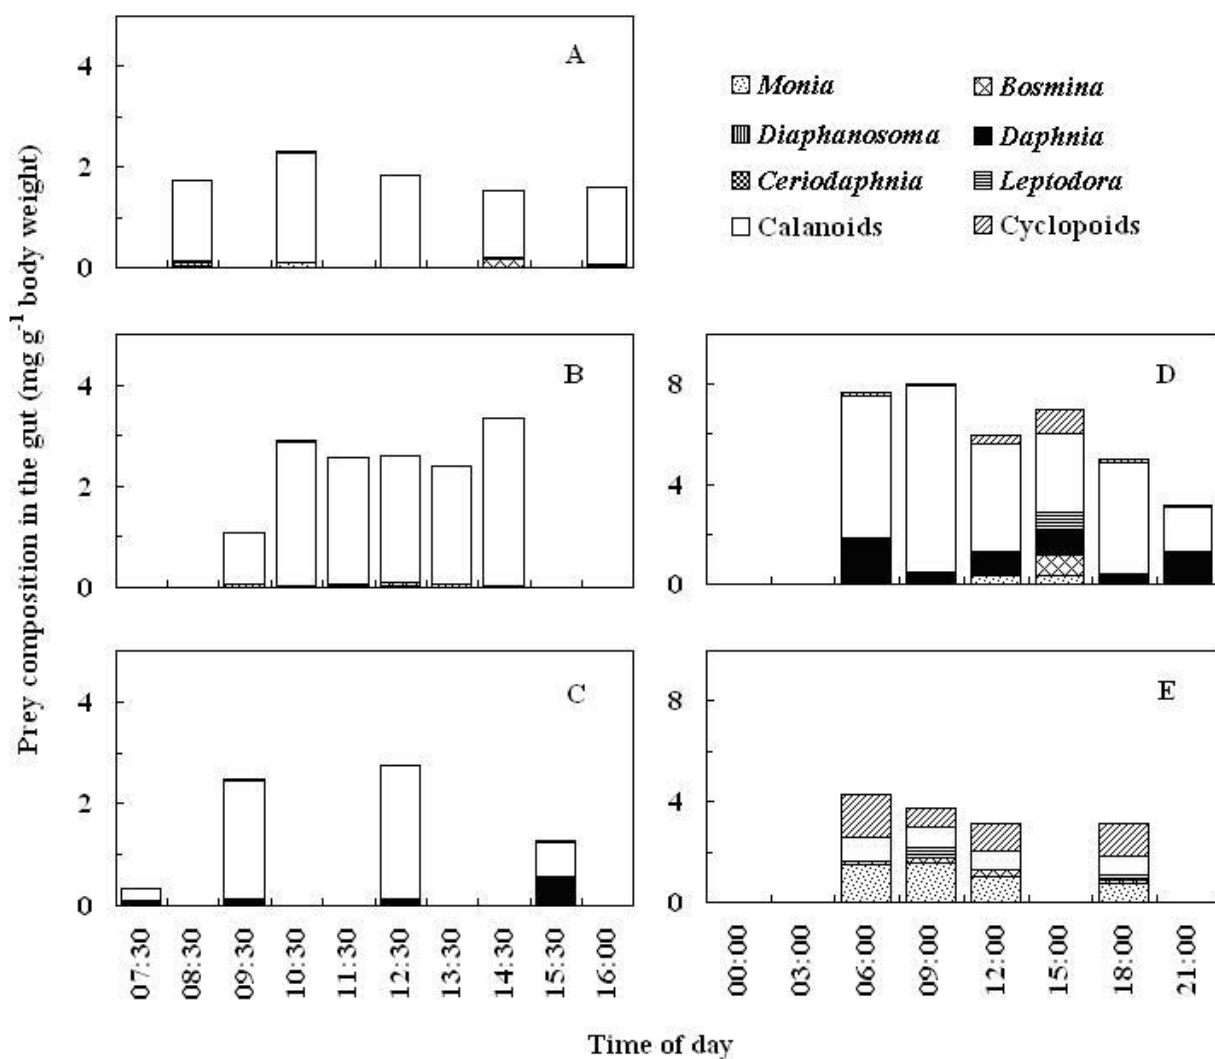 Prey composition in the gut (mg g-1 body weight)
4
2
0
A
Monia
Bosmina
Diaphanosoma
Daphnia
Ceriodaphnia
Leptodora
Calanoids
Cyclopoids
4
2
0
B
8
4
0
D
4
2
0
C
8
4
0
E
07:30
08:30
09:30
10:30
11:30
12:30
13:30
14:30
15:30
16:00
00:00
03:00
06:00
09:00
12:00
15:00
18:00
21:00
Time of day